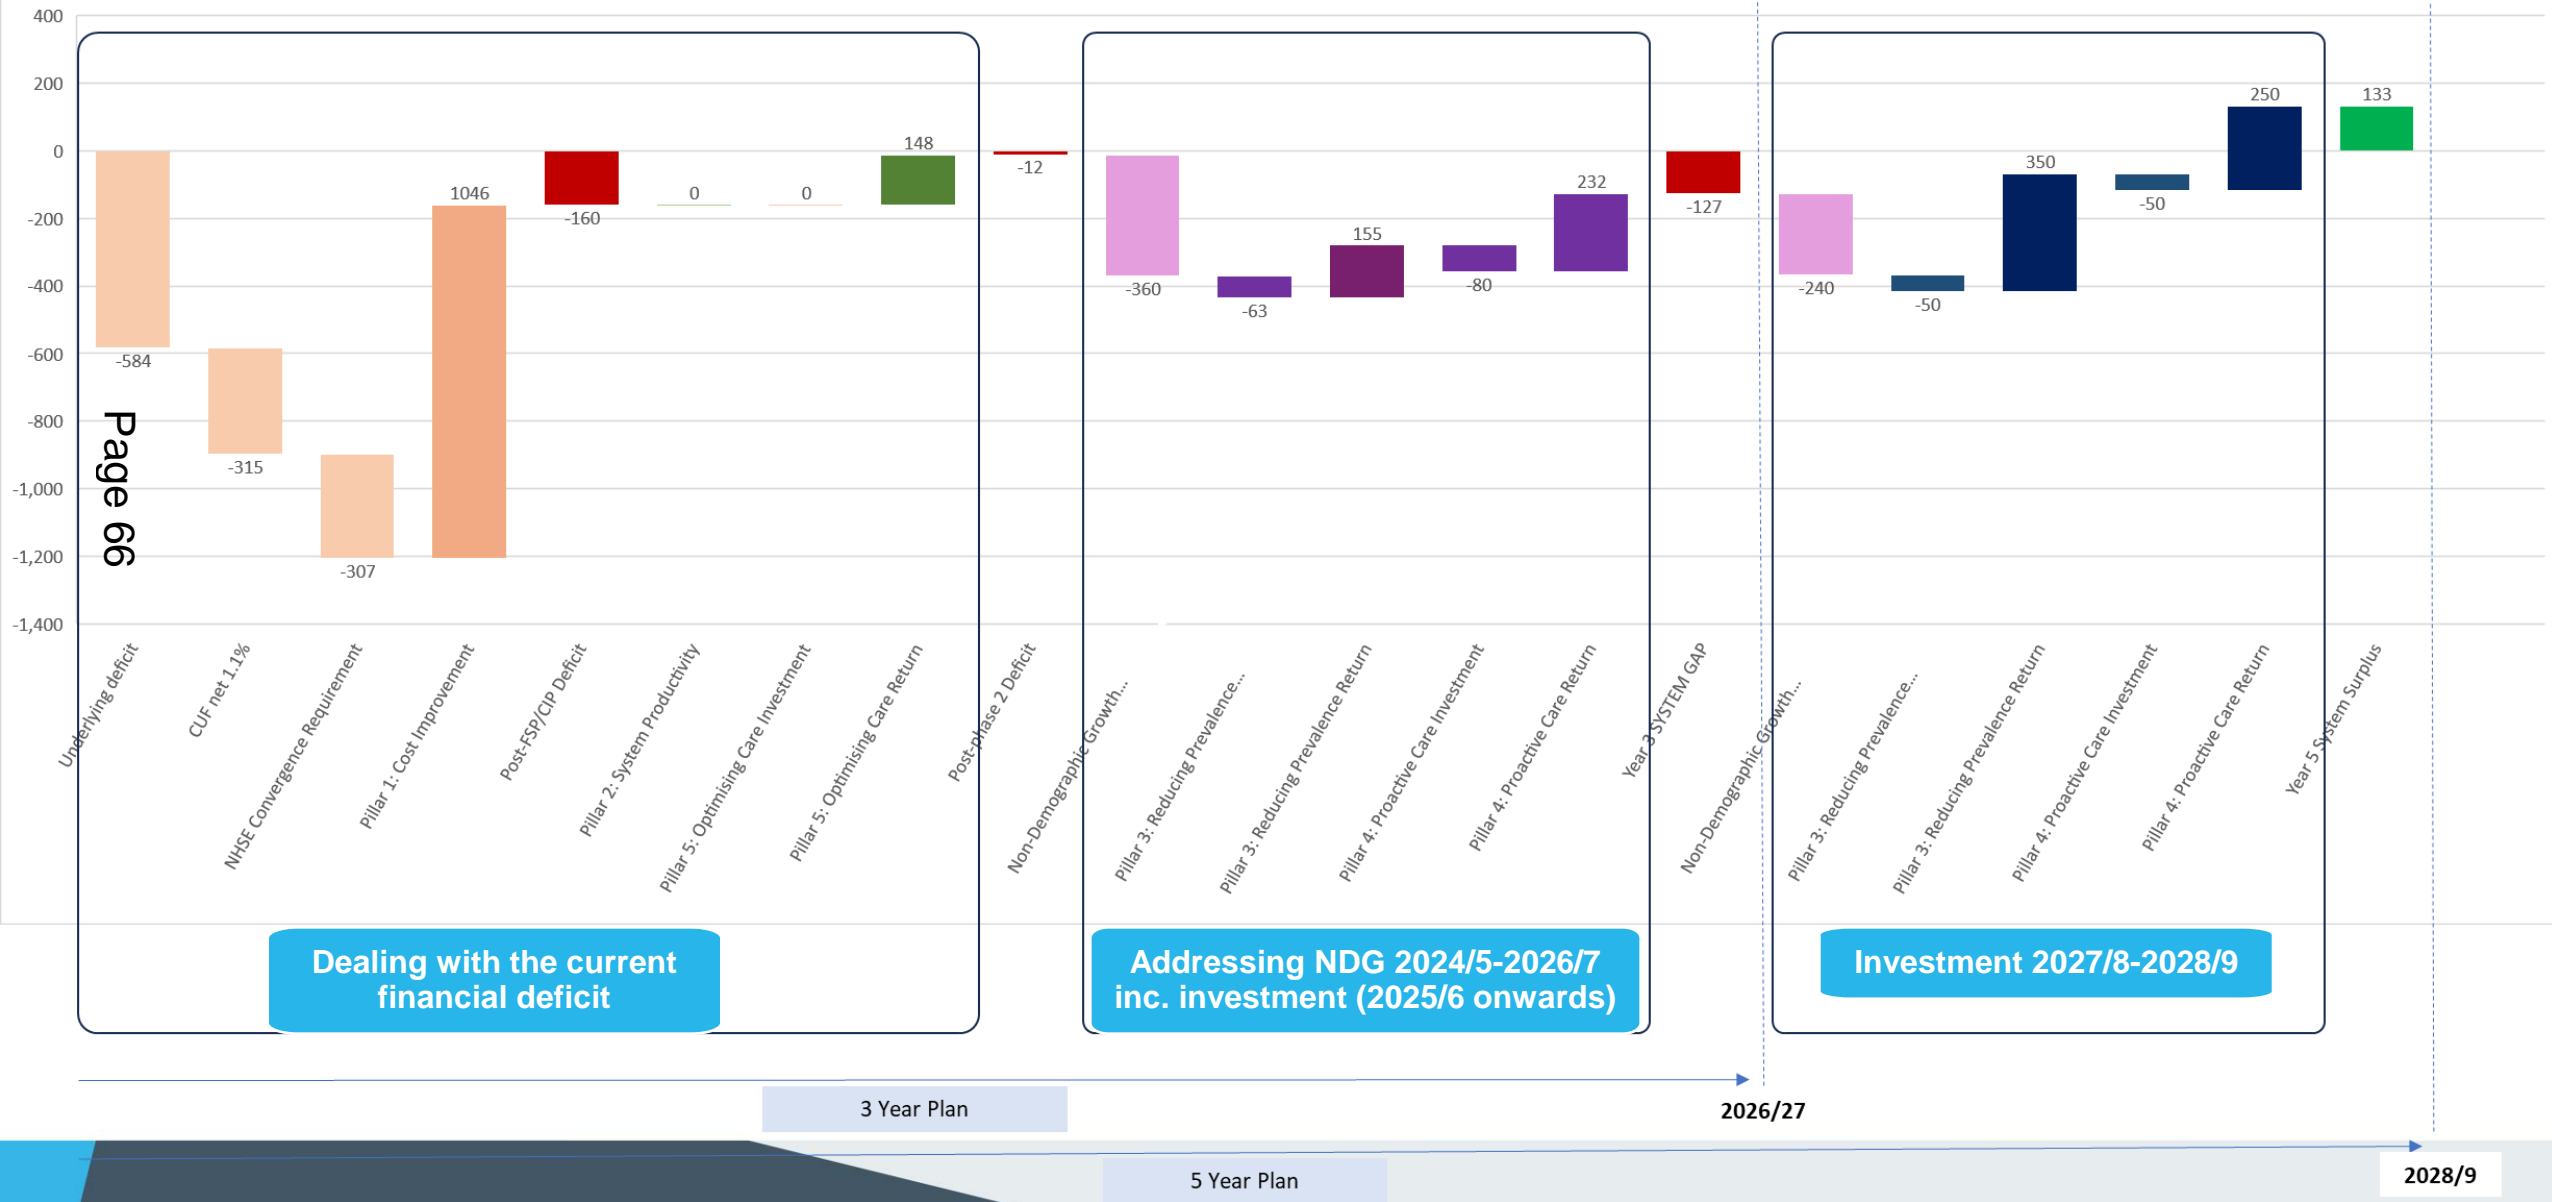 400
200
0
-200
-400
-600
-800
-1,000
-1,200
-1,400
-584
-315
-307
1046
-160
0
0
148
-12
-360
-63
155
-80
232
-127
-240
-50
350
-50
250
133
Page 66
Underlying deficit
CUF net 1.1%
NHSE Convergence Requirement
Pillar 1: Cost Improvement
Post-FSP/CIP Deficit
Pillar 2: System Productivity
Pillar 5: Optimising Care Investment
Pillar 5: Optimising Care Return
Post-phase 2 Deficit
Non-Demographic Growth...
Pillar 3: Reducing Prevalence...
Pillar 3: Reducing Prevalence Return
Pillar 4: Proactive Care Investment
Pillar 4: Proactive Care Return
Year 3 SYSTEM GAP
Non-Demographic Growth...
Pillar 3: Reducing Prevalence...
Pillar 3: Reducing Prevalence Return
Pillar 4: Proactive Care Investment
Pillar 4: Proactive Care Return
Year 5 System Surplus
Dealing with the current
financial deficit
Addressing NDG 2024/5-2026/7
inc. investment (2025/6 onwards)
Investment 2027/8-2028/9
3 Year Plan
2026/27
5 Year Plan
2028/9